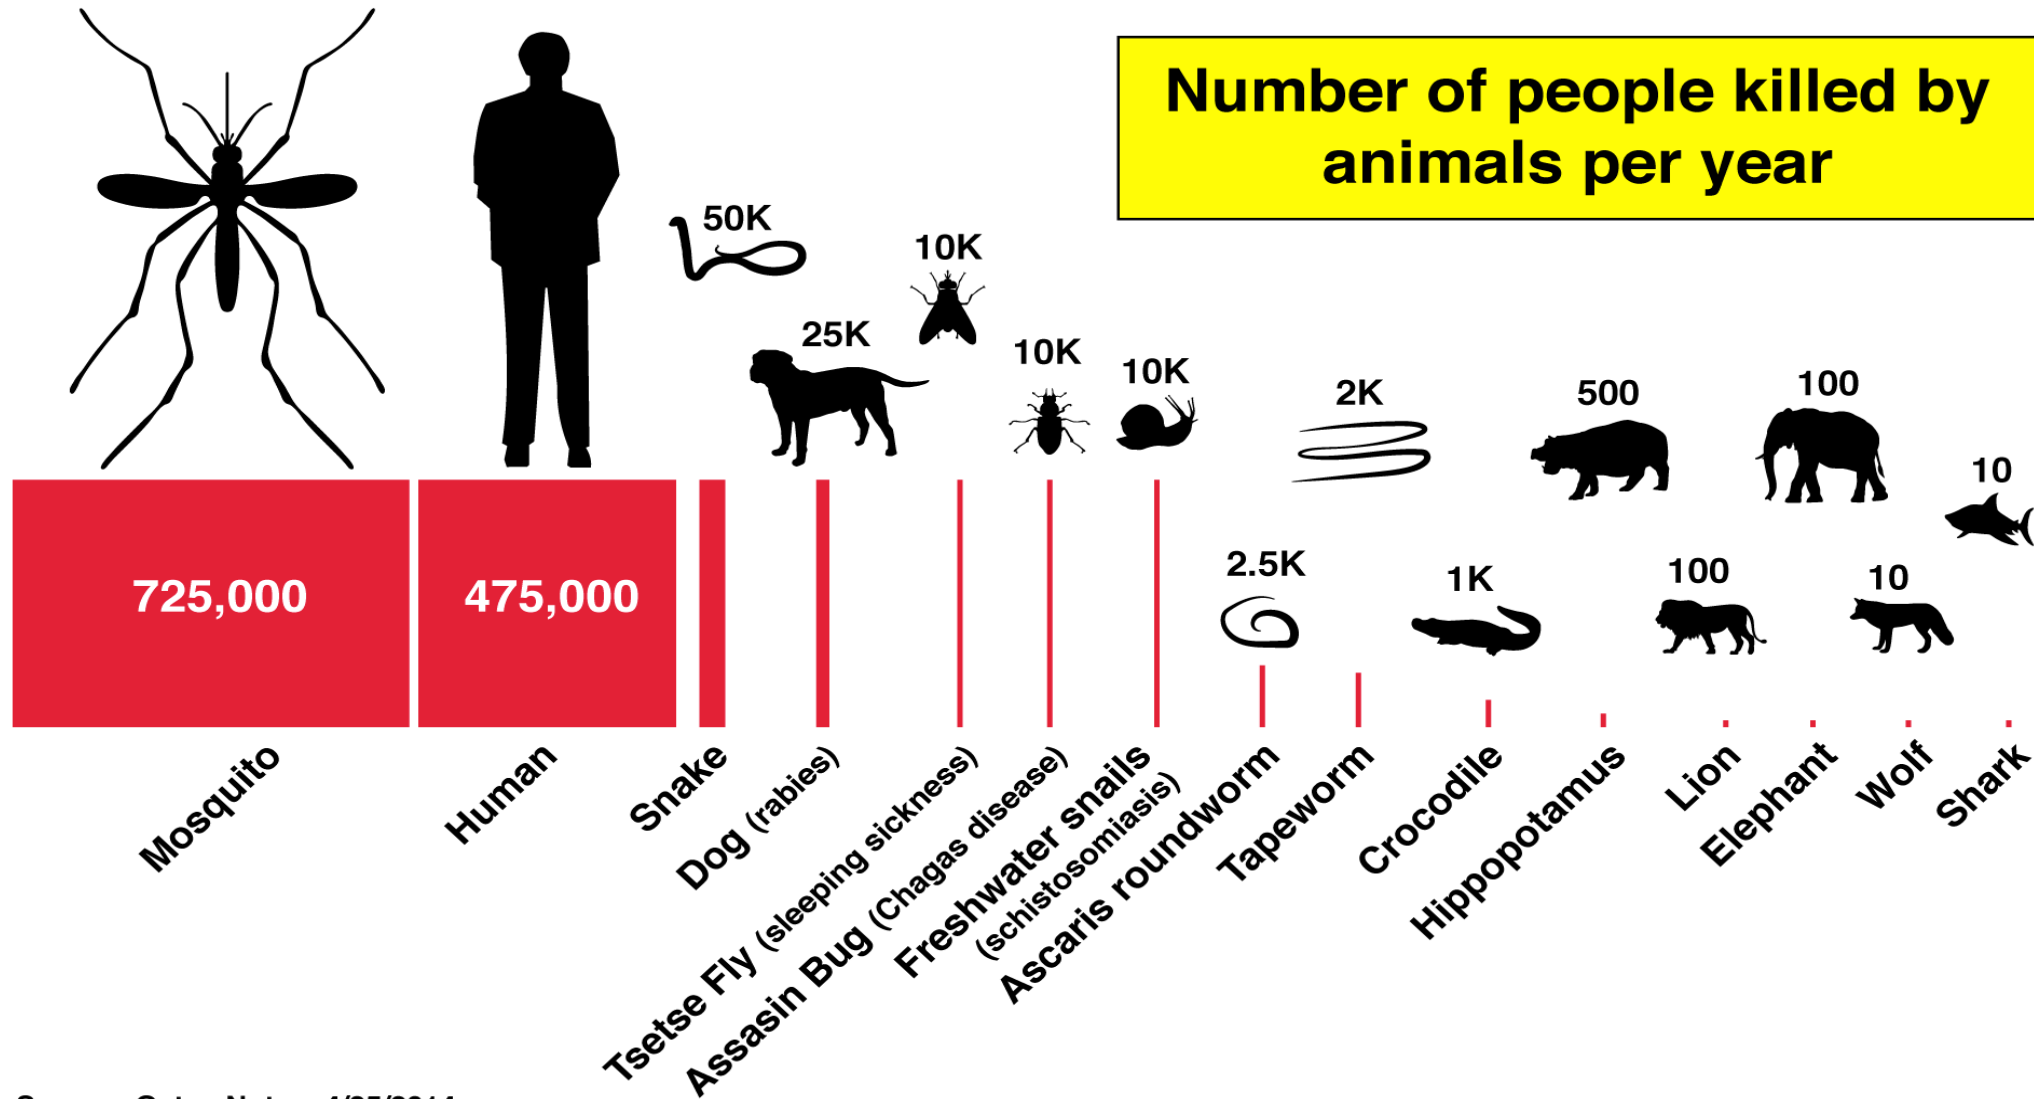 Number of people killed by
animals per year
50K
10K
25K
10K
10K
2K
500
100
10
2.5K
1K
100
10
725,000
475,000
Mosquito
Human
Snake
Dog (rabies)
Tsetse Fly (sleeping sickness)
Assasin Bug (Chagas disease)
Freshwater snails
(schistosomiasis)
Ascaris roundworm
Tapeworm
Crocodile
Hippopotamus
Lion
Elephant
Wolf
Shark